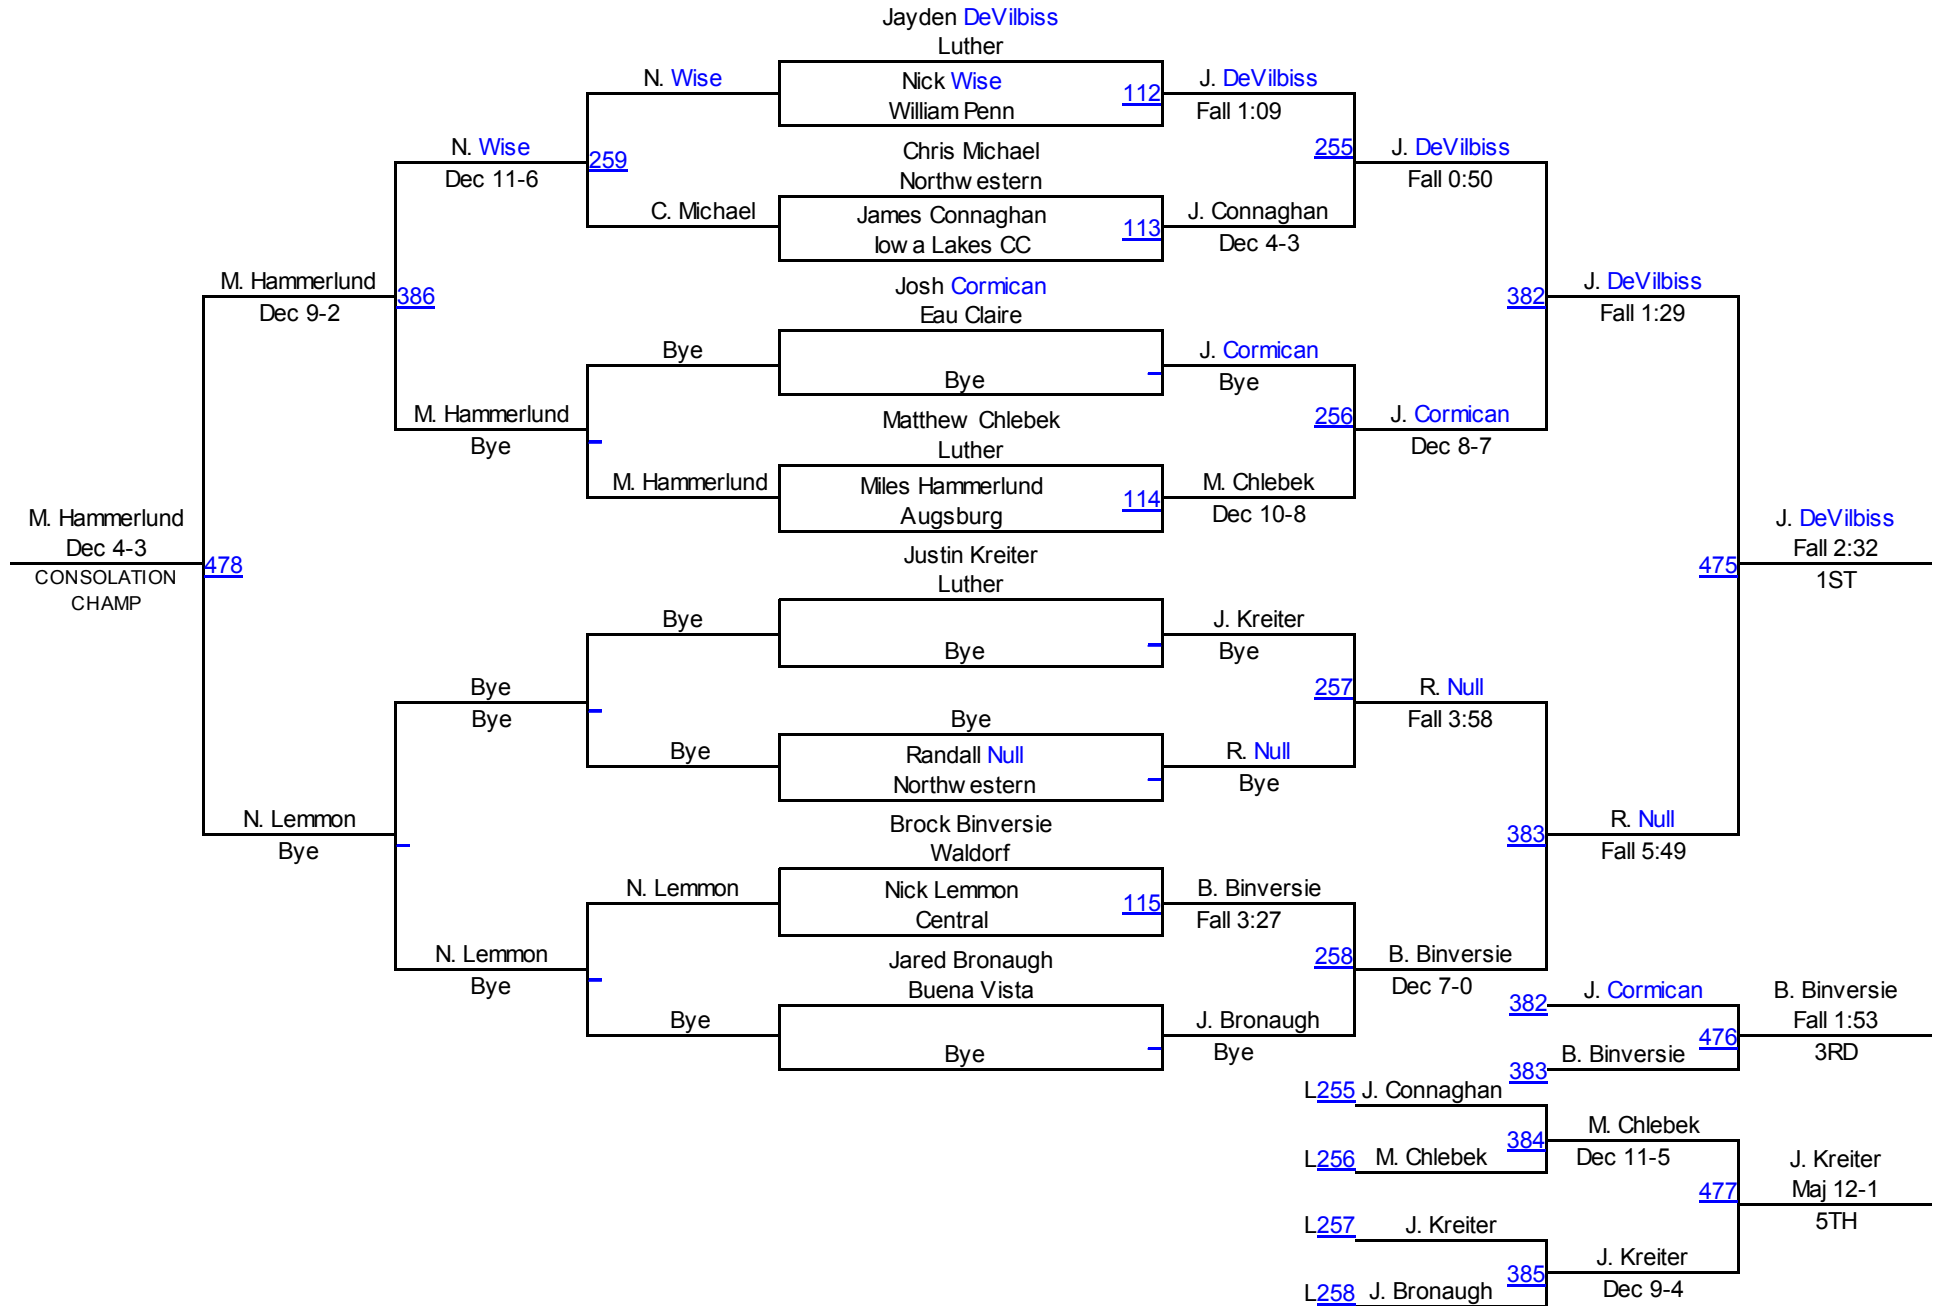 Jayden DeVilbiss
Luther
N. Wise
Nick Wise
112
J. DeVilbiss
William Penn
Fall 1:09
N. Wise
259
Chris Michael
255
J. DeVilbiss
Dec 11-6
Northwestern
Fall 0:50
C. Michael
James Connaghan
113
J. Connaghan
Iowa Lakes CC
Dec 4-3
M. Hammerlund
386
Josh Cormican
382
J. DeVilbiss
Dec 9-2
Eau Claire
Fall 1:29
Bye
J. Cormican
Bye
Bye
M. Hammerlund
Matthew Chlebek
256
J. Cormican
Bye
Luther
Dec 8-7
M. Hammerlund
Miles Hammerlund
114
M. Chlebek
Augsburg
Dec 10-8
M. Hammerlund
J. DeVilbiss
Dec 4-3
478
Justin Kreiter
475
Fall 2:32
CONSOLATION
CHAMP
Luther
1ST
Bye
J. Kreiter
Bye
Bye
Bye
257
R. Null
Bye
Bye
Fall 3:58
Bye
Randall Null
R. Null
Northwestern
Bye
N. Lemmon
Brock Binversie
383
R. Null
Bye
Waldorf
Fall 5:49
N. Lemmon
Nick Lemmon
115
B. Binversie
Central
Fall 3:27
N. Lemmon
Jared Bronaugh
258
B. Binversie
Bye
Buena Vista
Dec 7-0
382
J. Cormican
B. Binversie
Bye
J. Bronaugh
476
Fall 1:53
Bye
Bye
383
B. Binversie
3RD
L255 J. Connaghan
384
M. Chlebek
L256 M. Chlebek
Dec 11-5
J. Kreiter
477
Maj 12-1
L257 J. Kreiter
5TH
385
J. Kreiter
L258 J. Bronaugh
Dec 9-4